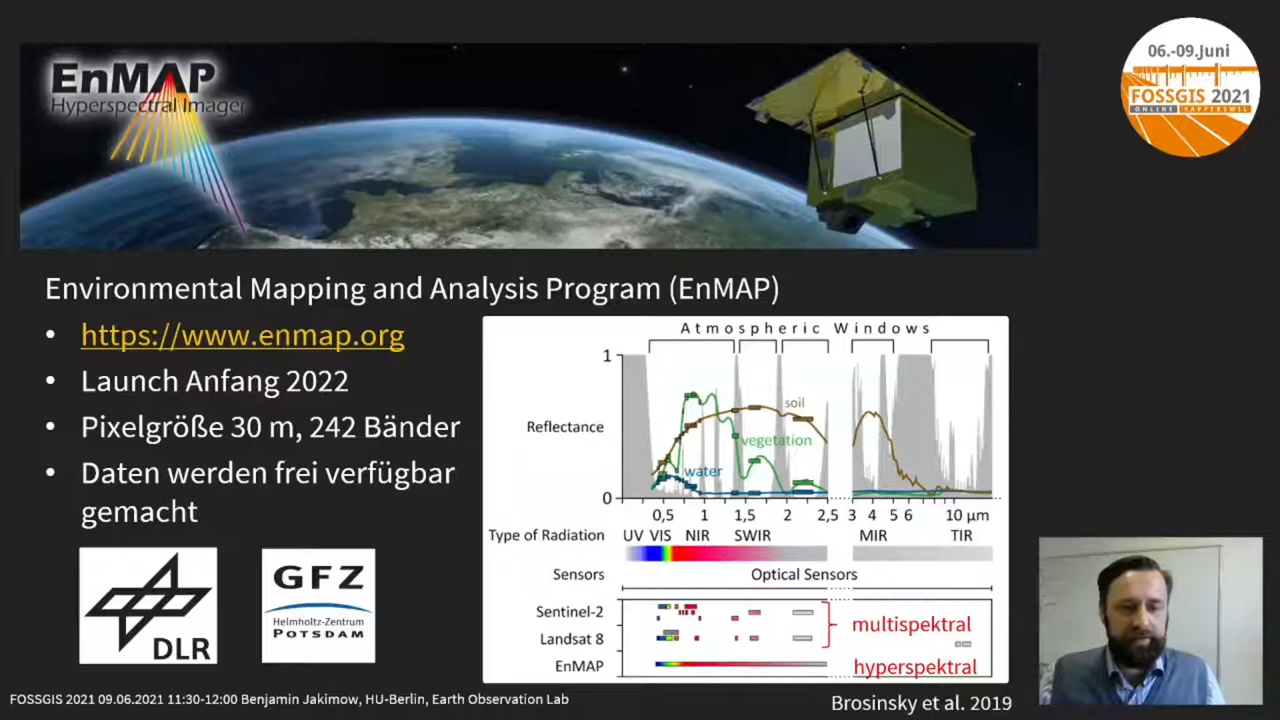 EnMAP
Hyperspectral Imager
06.-09.Juni
FOSSGIS 2021
ONLINE RAPPERSWIL
Environmental Mapping and Analysis Program (EnMAP)
• https://www.enmap.org
• Launch Anfang 2022
• Pixelgröße 30 m, 242 Bänder
• Daten werden frei verfügbar
gemacht
DLR
GFZ
Helmholtz-Zentrum
POTSDAM
Atmospheric Windows
1
soil
Reflectance
vegetation
water
0
0,5 1 1,5 2 2,5 3 4 5 6 10 µm
Type of Radiation UV VIS NIR SWIR MIR TIR
Sensors Optical Sensors
Sentinel-2
multispektral
Landsat 8
EnMAP hyperspektral
FOSSGIS 2021 09.06.2021 11:30-12:00 Benjamin Jakimow, HU-Berlin, Earth Observation Lab
Brosinsky et al. 2019